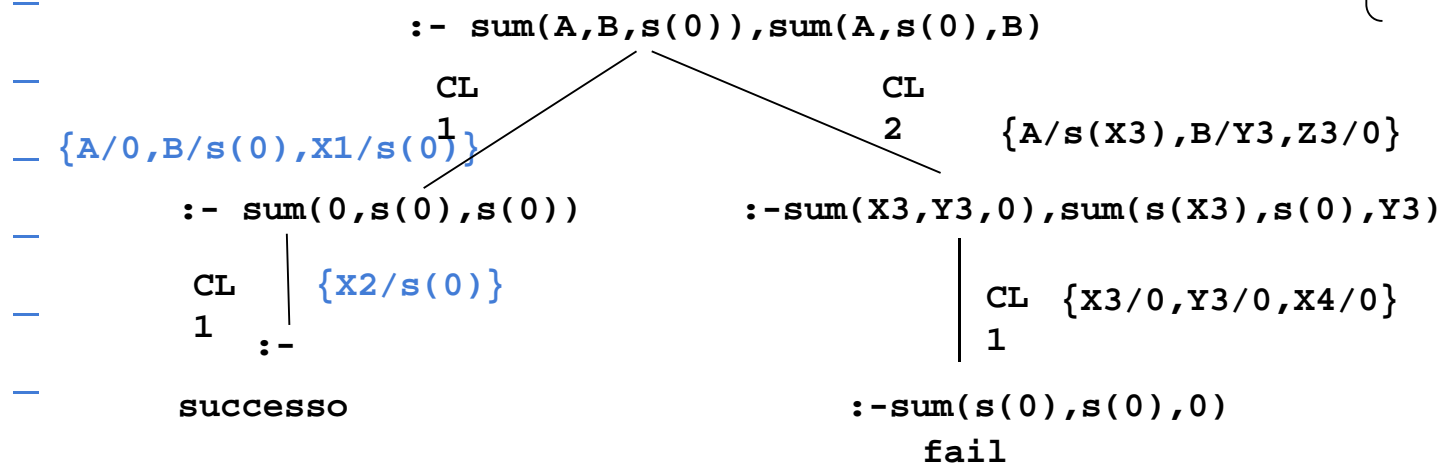 :- sum(A,B,s(0)),sum(A,s(0),B)
CL
1
CL
2
{A/0,B/s(0),X1/s(0)}
{A/s(X3),B/Y3,Z3/0}
:- sum(0,s(0),s(0))
:-sum(X3,Y3,0),sum(s(X3),s(0),Y3)
CL
1
{X2/s(0)}
CL
1
{X3/0,Y3/0,X4/0}
:-
successo
:-sum(s(0),s(0),0)
fail